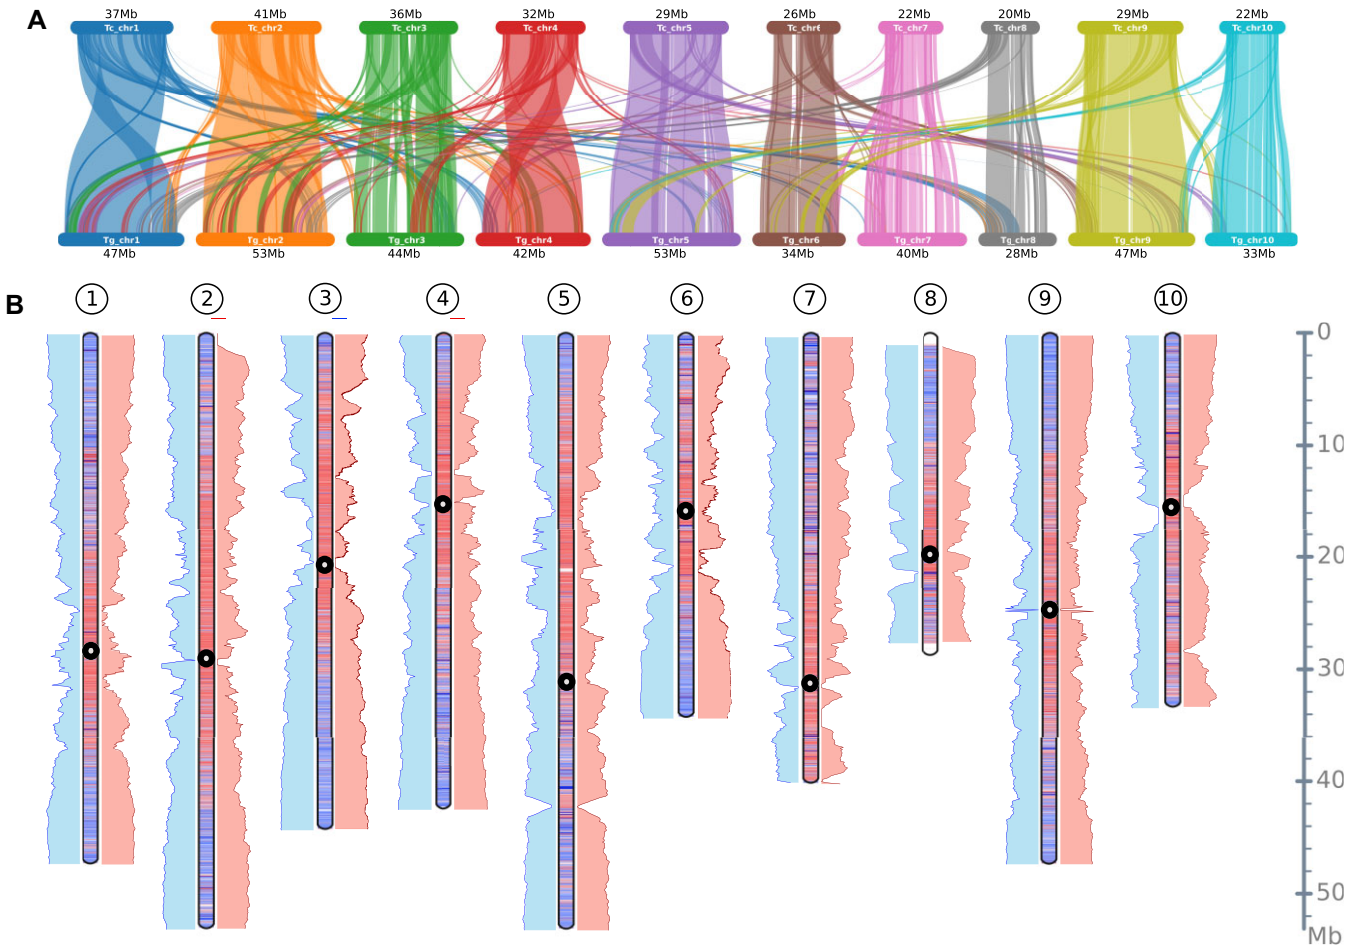 A
37Mb 41Mb 36Mb 32Mb 29Mb 26Mb 22Mb 20Mb 29Mb 22Mb
Tc_chr1 Tc_chr2 Tc_chr3 Tc_chr4 Tc_chr5 Tc_chr6 Tc_chr7 Tc_chr8 Tc_chr9 Tc_chr10
Tg_chr1 Tg_chr2 Tg_chr3 Tg_chr4 Tg_chr5 Tg_chr6 Tg_chr7 Tg_chr8 Tg_chr9 Tg_chr10
47Mb 53Mb 44Mb 42Mb 53Mb 34Mb 40Mb 28Mb 47Mb 33Mb
B
1 2 3 4 5 6 7 8 9 10
0
10
20
30
40
50
Mb